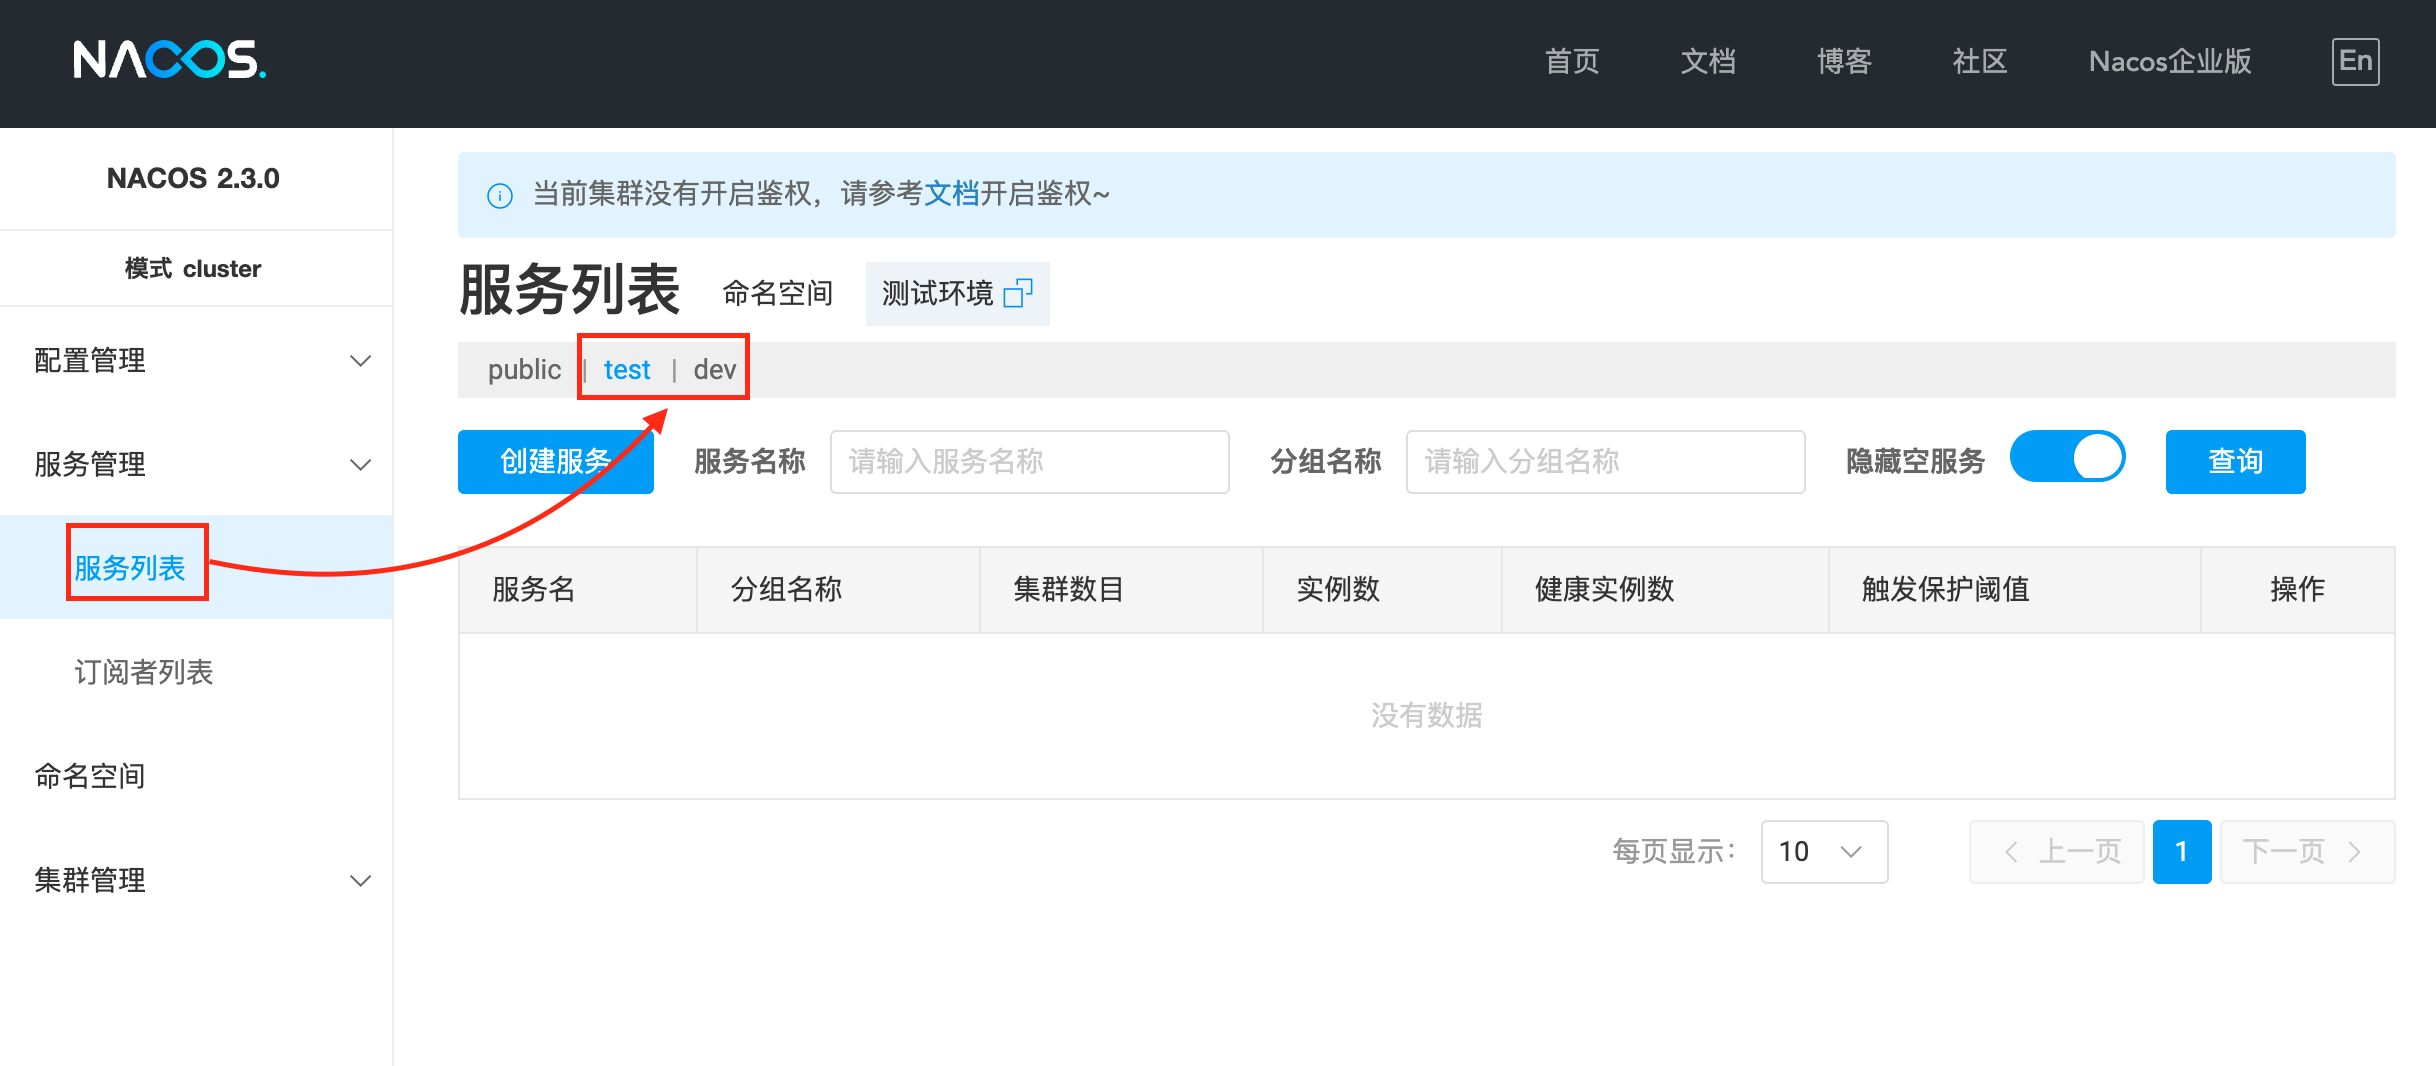 NACOS.
首页 文档 博客 社区 Nacos企业版 En
NACOS 2.3.0
模式 cluster
配置管理
服务管理
服务列表
订阅者列表
命名空间
集群管理
当前集群没有开启鉴权，请参考文档开启鉴权~
服务列表 命名空间 测试环境
public | test | dev
创建服务 服务名称 请输入服务名称 分组名称 请输入分组名称 隐藏空服务 查询
服务名 分组名称 集群数目 实例数 健康实例数 触发保护阈值 操作
没有数据
每页显示： 10 上一页 1 下一页